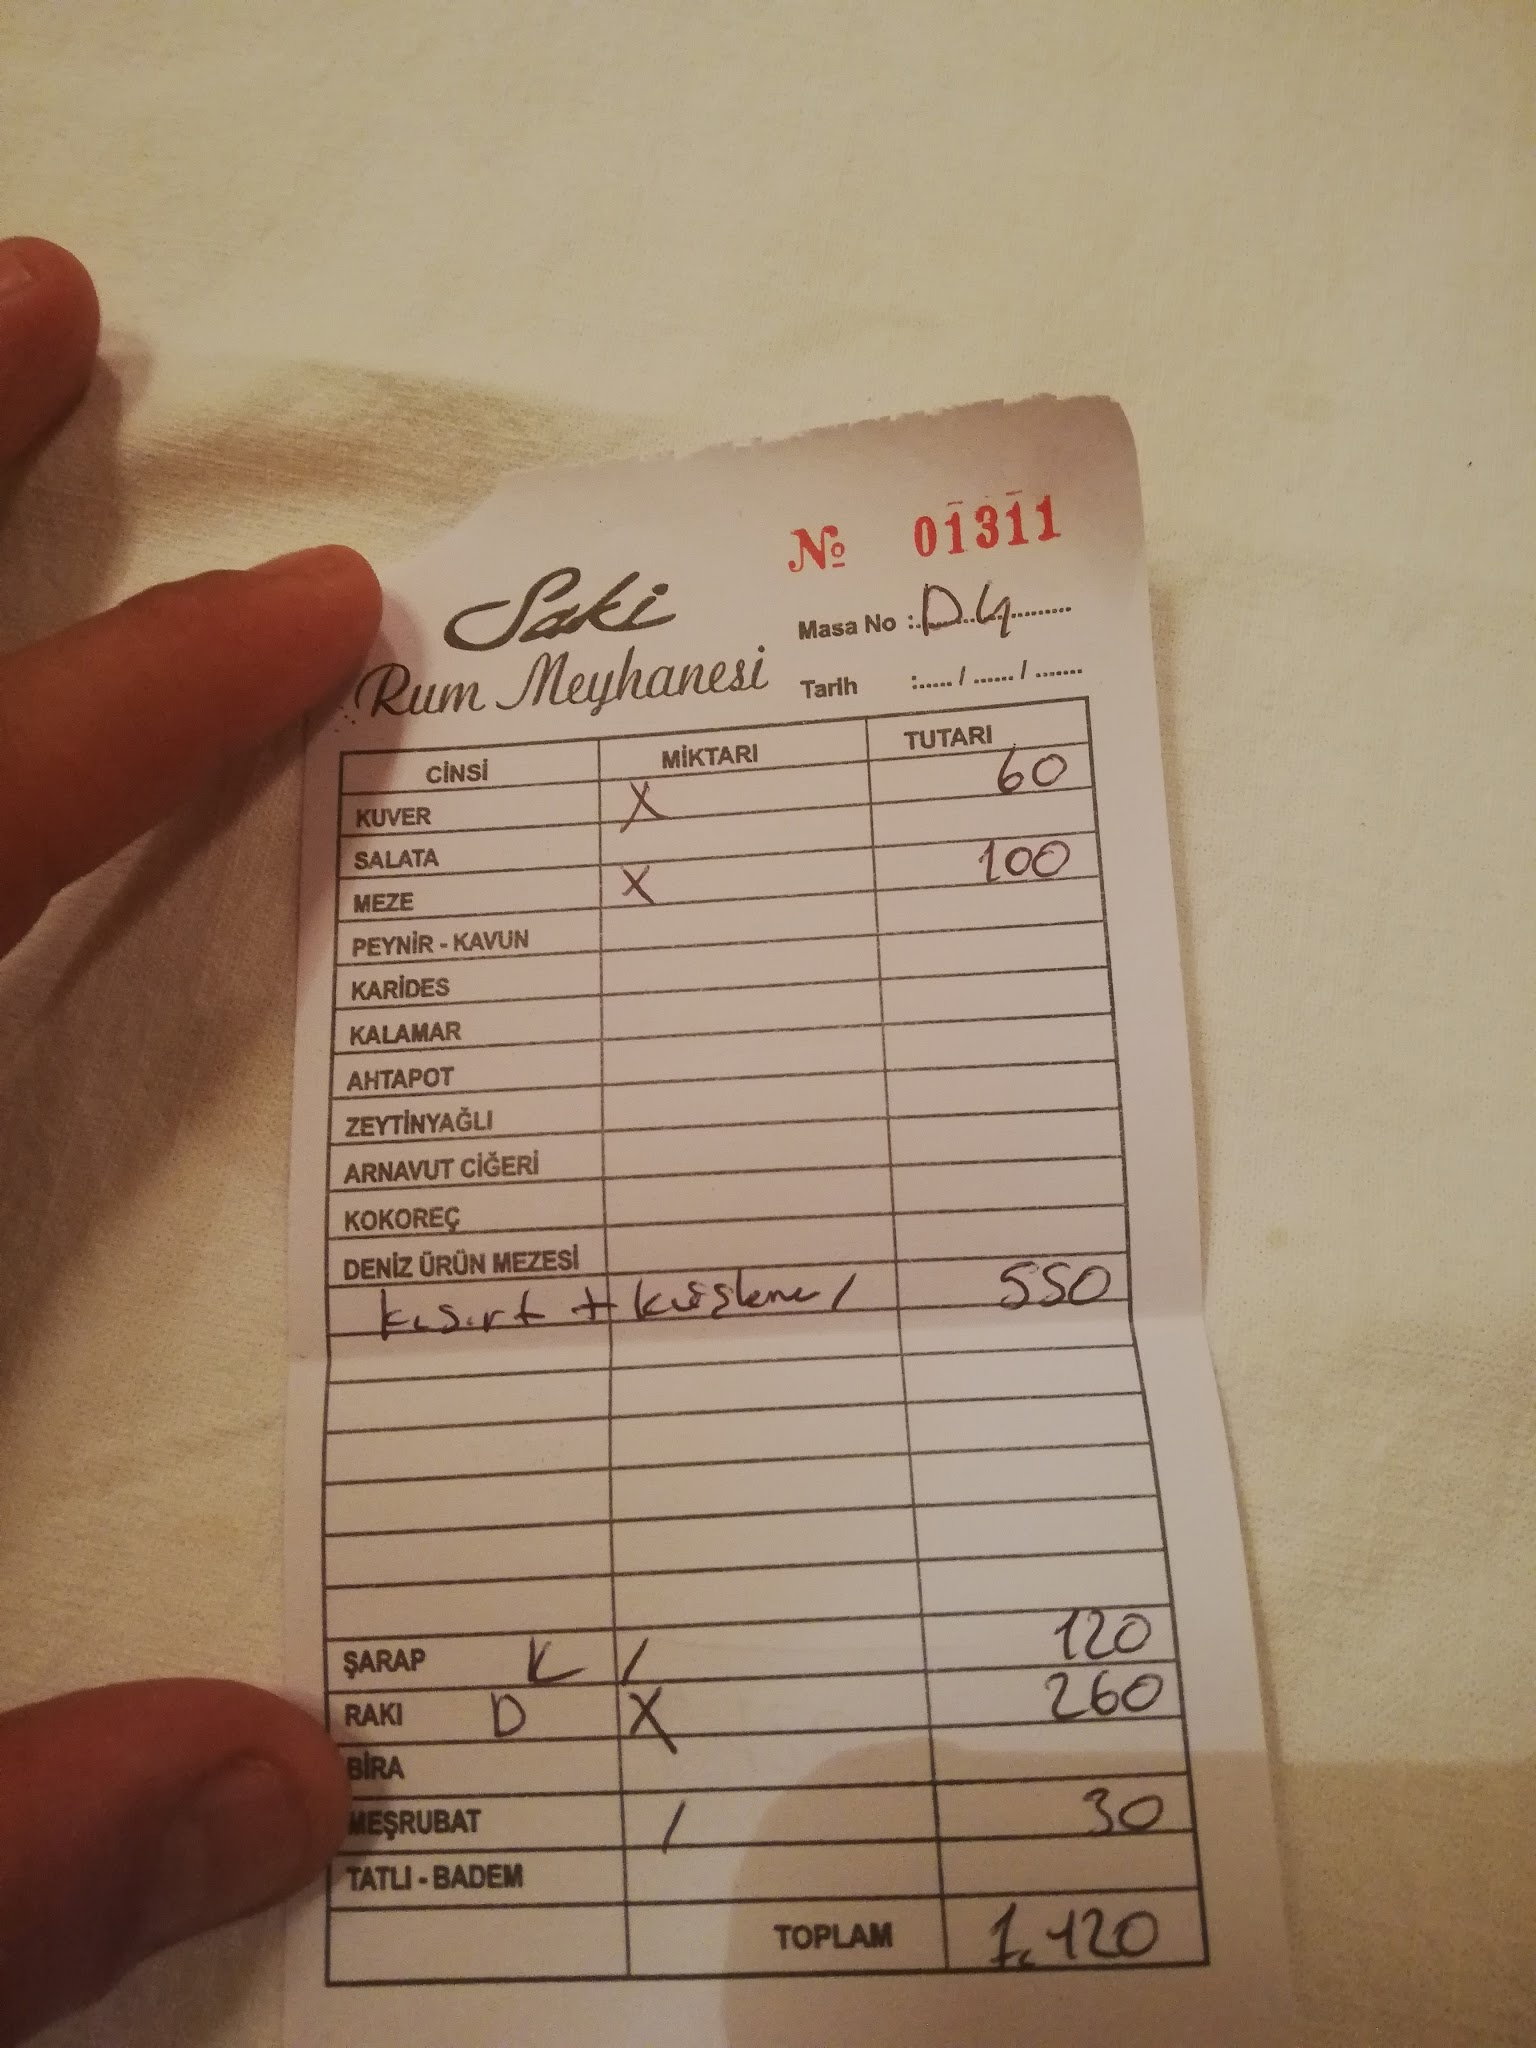 № 01311
Saki
Rum Meyhanesi
Masa No : D4
Tarih :...... / ...... / .......
CİNSİ MİKTARI TUTARI
KUVER X 60
SALATA
MEZE X 100
PEYNİR - KAVUN
KARİDES
KALAMAR
AHTAPOT
ZEYTİNYAĞLI
ARNAVUT CİĞERİ
KOKOREÇ
DENİZ ÜRÜN MEZESİ
k.sırt + küşleme / 550
ŞARAP K / 120
RAKI D X 260
BİRA
MEŞRUBAT / 30
TATLI - BADEM
TOPLAM 1.120